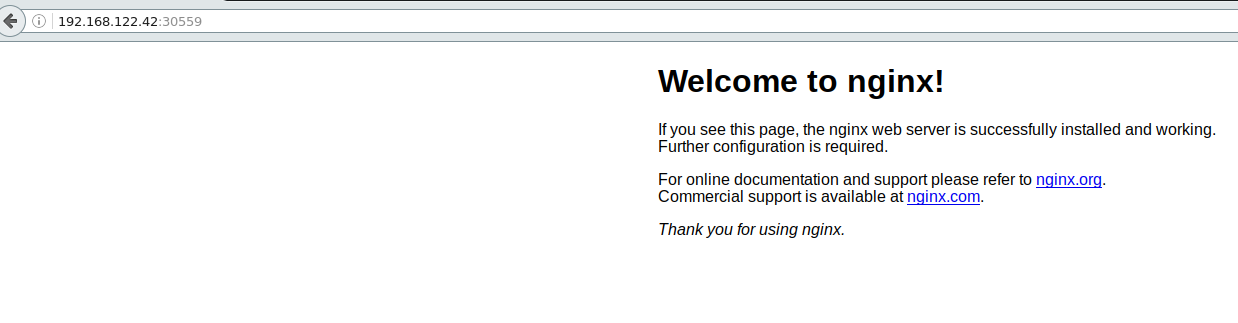 192.168.122.42:30559
Welcome to nginx!
If you see this page, the nginx web server is successfully installed and working.
Further configuration is required.
For online documentation and support please refer to nginx.org.
Commercial support is available at nginx.com.
Thank you for using nginx.